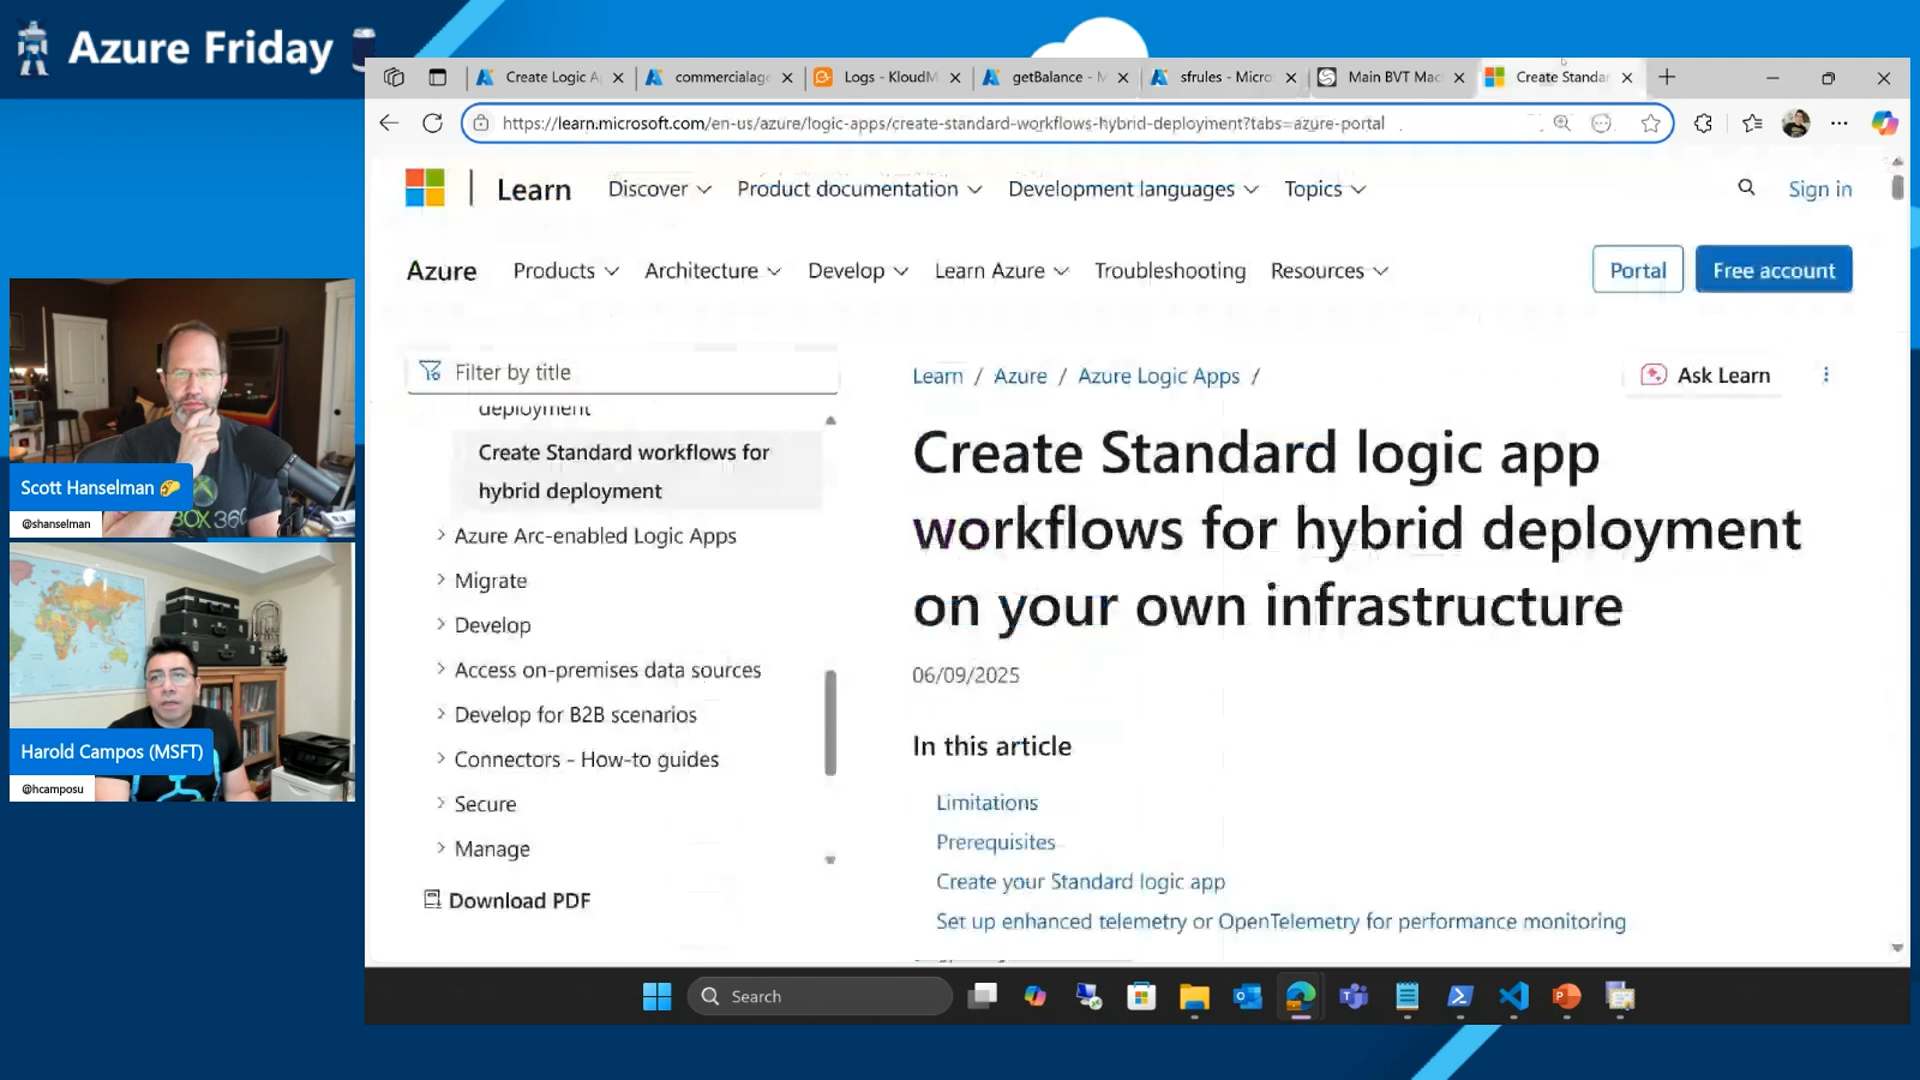 Azure Friday
Create Logic A
commercialage
Logs - KloudM
getBalance - M
sfrules - Micro
Main BVT Mac
Create Standar
https://learn.microsoft.com/en-us/azure/logic-apps/create-standard-workflows-hybrid-deployment?tabs=azure-portal
Learn
Discover
Product documentation
Development languages
Topics
Sign in
Azure
Products
Architecture
Develop
Learn Azure
Troubleshooting
Resources
Portal
Free account
Filter by title
deployment
Create Standard workflows for
hybrid deployment
Azure Arc-enabled Logic Apps
Migrate
Develop
Access on-premises data sources
Develop for B2B scenarios
Connectors - How-to guides
Secure
Manage
Download PDF
Learn / Azure / Azure Logic Apps /
Ask Learn
Create Standard logic app
workflows for hybrid deployment
on your own infrastructure
06/09/2025
In this article
Limitations
Prerequisites
Create your Standard logic app
Set up enhanced telemetry or OpenTelemetry for performance monitoring
Scott Hanselman 🌮
@shanselman
XBOX 360
Harold Campos (MSFT)
@hcamposu
Search